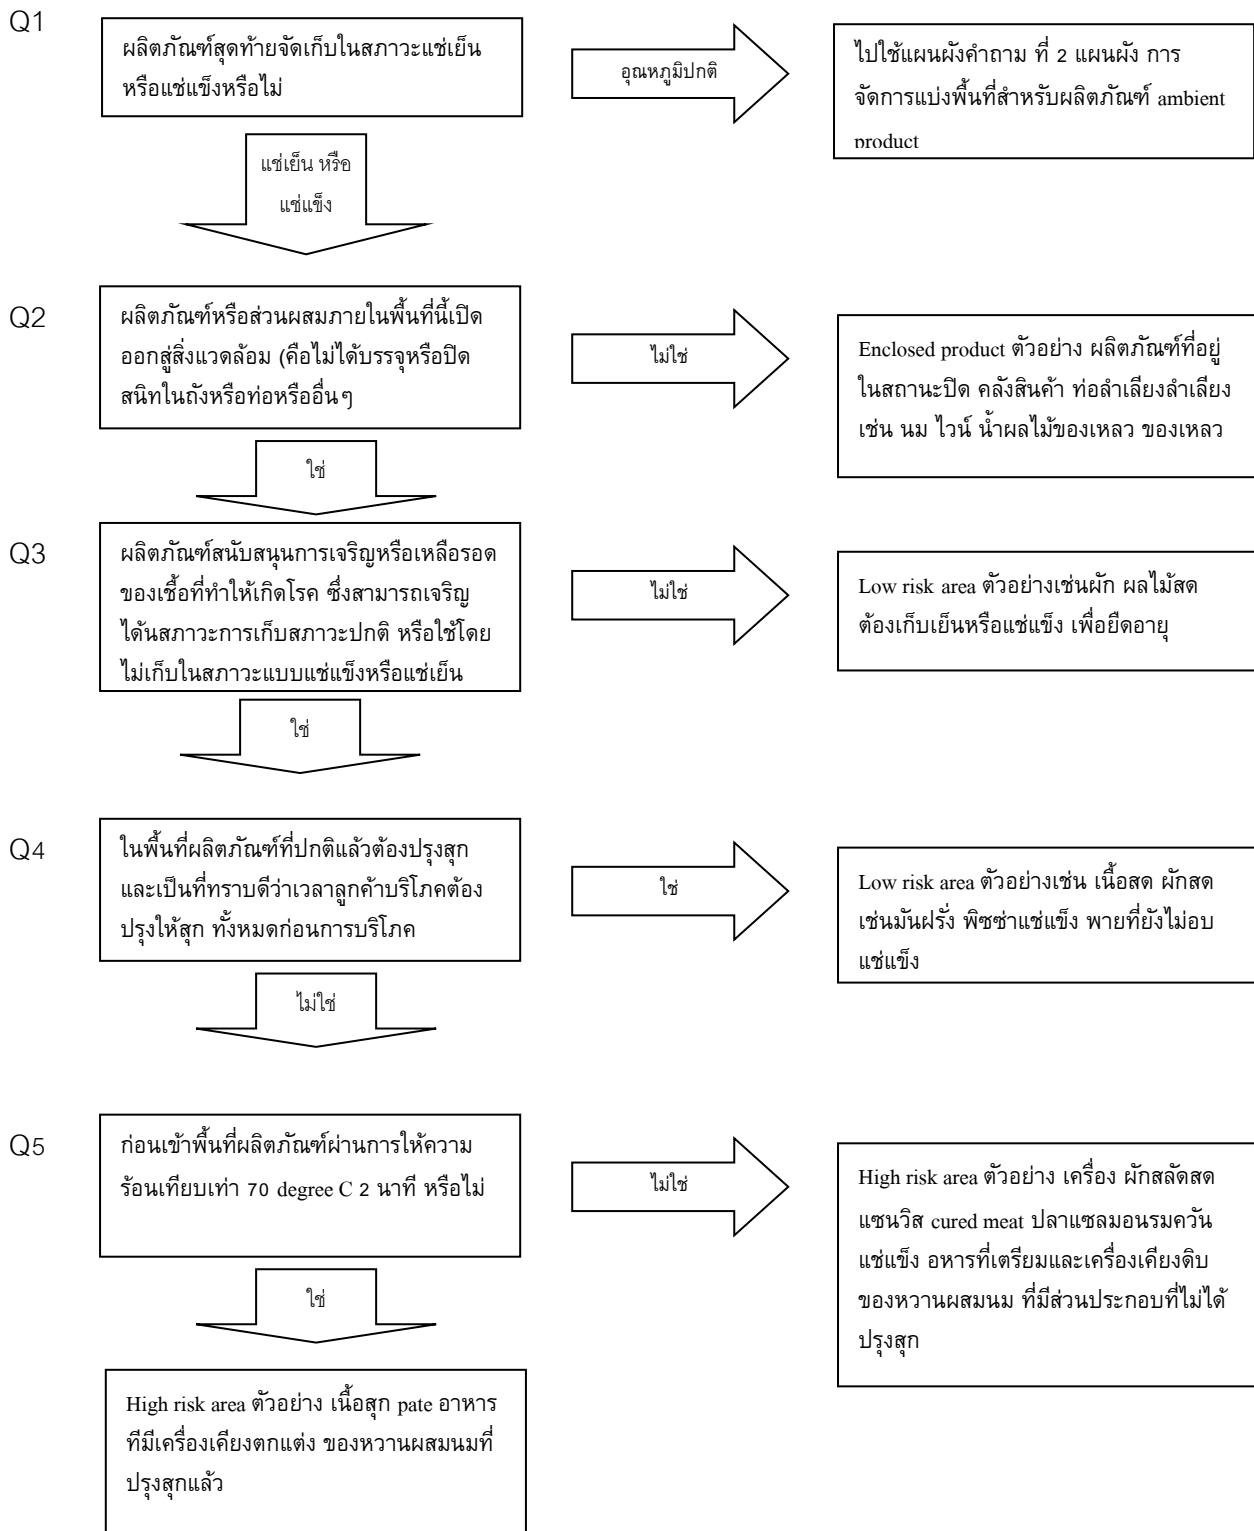 Q1
ผลิตภัณฑ์สุดท้ายจัดเก็บในสภาวะแช่เย็น
หรือแช่แข็งหรือไม่
อุณหภูมิปกติ
ไปใช้แผนผังคำถาม ที่ 2 แผนผัง การ
จัดการแบ่งพื้นที่สำหรับผลิตภัณฑ์ ambient
product
แช่เย็น หรือ
แช่แข็ง
Q2
ผลิตภัณฑ์หรือส่วนผสมภายในพื้นที่นี้เปิด
ออกสู่สิ่งแวดล้อม (คือไม่ได้บรรจุหรือปิด
สนิทในถังหรือท่อหรืออื่นๆ
ไม่ใช่
Enclosed product ตัวอย่าง ผลิตภัณฑ์ที่อยู่
ในสถานะปิด คลังสินค้า ท่อลำเลียงลำเลียง
เช่น นม ไวน์ น้ำผลไม้ของเหลว ของเหลว
ใช่
Q3
ผลิตภัณฑ์สนับสนุนการเจริญหรือเหลือรอด
ของเชื้อที่ทำให้เกิดโรค ซึ่งสามารถเจริญ
ได้นสภาวะการเก็บสภาวะปกติ หรือใช้โดย
ไม่เก็บในสภาวะแบบแช่แข็งหรือแช่เย็น
ไม่ใช่
Low risk area ตัวอย่างเช่นผัก ผลไม้สด
ต้องเก็บเย็นหรือแช่แข็ง เพื่อยืดอายุ
ใช่
Q4
ในพื้นที่ผลิตภัณฑ์ที่ปกติแล้วต้องปรุงสุก
และเป็นที่ทราบดีว่าเวลาลูกค้าบริโภคต้อง
ปรุงให้สุก ทั้งหมดก่อนการบริโภค
ใช่
Low risk area ตัวอย่างเช่น เนื้อสด ผักสด
เช่นมันฝรั่ง พิซซ่าแช่แข็ง พายที่ยังไม่อบ
แช่แข็ง
ไม่ใช่
Q5
ก่อนเข้าพื้นที่ผลิตภัณฑ์ผ่านการให้ความ
ร้อนเทียบเท่า 70 degree C 2 นาที หรือไม่
ไม่ใช่
High risk area ตัวอย่าง เครื่อง ผักสลัดสด
แซนวิส cured meat ปลาแซลมอนรมควัน
แช่แข็ง อาหารที่เตรียมและเครื่องเคียงดิบ
ของหวานผสมนม ที่มีส่วนประกอบที่ไม่ได้
ปรุงสุก
ใช่
High risk area ตัวอย่าง เนื้อสุก pate อาหาร
ทีมีเครื่องเคียงตกแต่ง ของหวานผสมนมที่
ปรุงสุกแล้ว